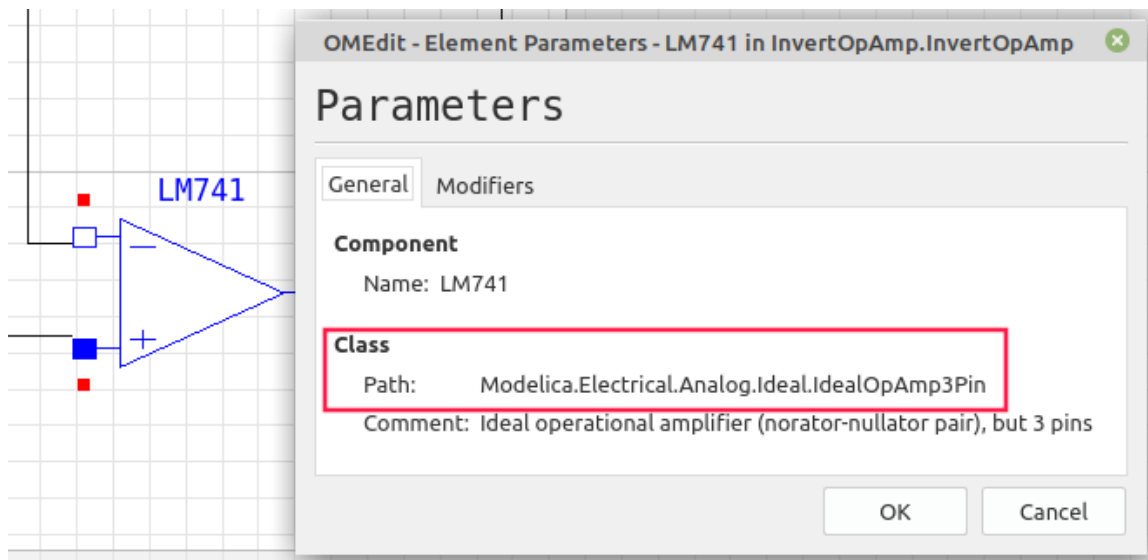 OMEdit - Element Parameters - LM741 in InvertOpAmp.InvertOpAmp
Parameters
LM741
General Modifiers
Component
Name: LM741
Class
Path: Modelica.Electrical.Analog.Ideal.IdealOpAmp3Pin
Comment: Ideal operational amplifier (norator-nullator pair), but 3 pins
OK Cancel